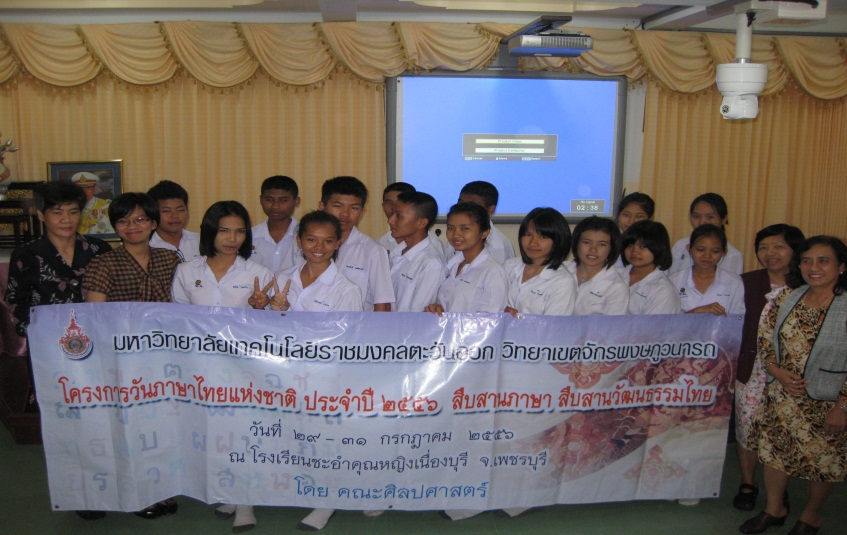 02:38
มหาวิทยาลัยเทคโนโลยีราชมงคลตะวันออก วิทยาเขตจักรพงษภูวนารถ
โครงการวันภาษาไทยแห่งชาติ ประจำปี ๒๕๕๖ สืบสานภาษา สืบสานวัฒนธรรมไทย
วันที่ ๒๙ - ๓๑ กรกฎาคม ๒๕๕๖
ณ โรงเรียนชะอำคุณหญิงเนื่องบุรี จ.เพชรบุรี
โดย คณะศิลปศาสตร์